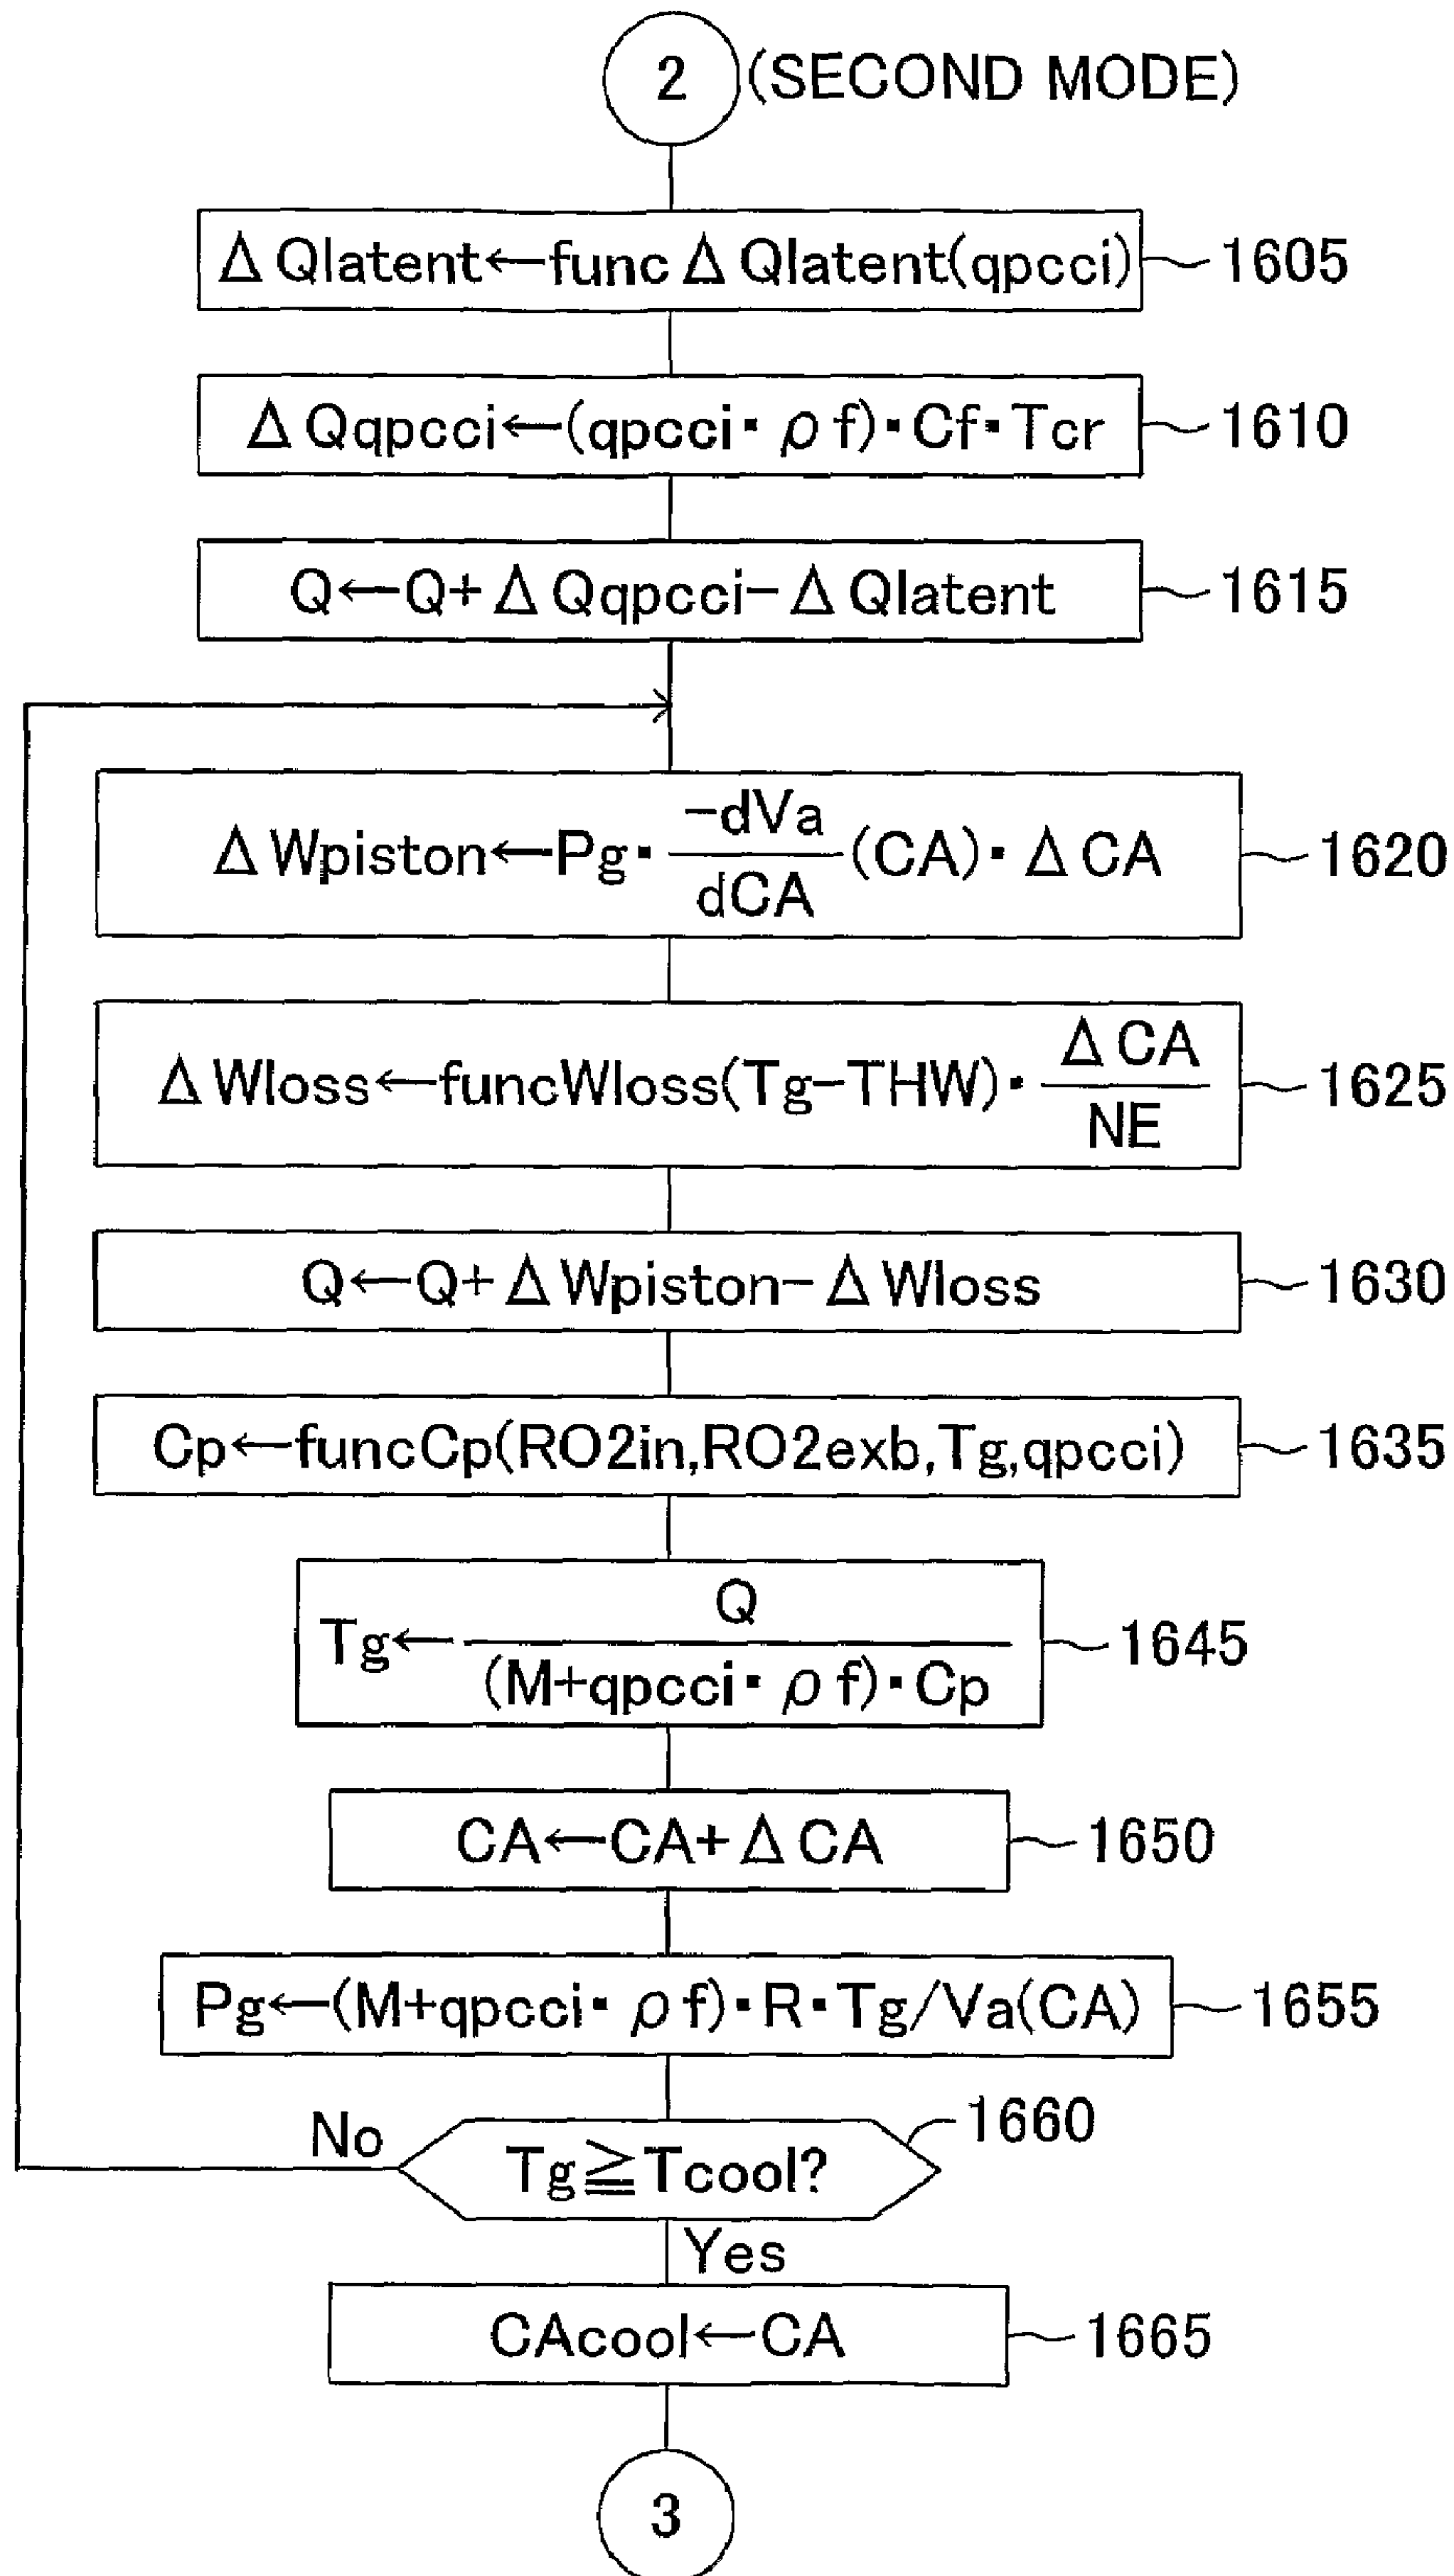 2 (SECOND MODE)
ΔQlatent←funcΔQlatent(qpcci) 1605
ΔQqpcci←(qpcci・ρf)・Cf・Tcr 1610
Q←Q+ΔQqpcci-ΔQlatent 1615
ΔWpiston←Pg・-dVa/dCA(CA)・ΔCA 1620
ΔWloss←funcWloss(Tg-THW)・ΔCA/NE 1625
Q←Q+ΔWpiston-ΔWloss 1630
Cp←funcCp(RO2in,RO2exb,Tg,qpcci) 1635
Tg←Q/(M+qpcci・ρf)・Cp 1645
CA←CA+ΔCA 1650
Pg←(M+qpcci・ρf)・R・Tg/Va(CA) 1655
1660
No
Tg≧Tcool?
Yes
CAcool←CA 1665
3